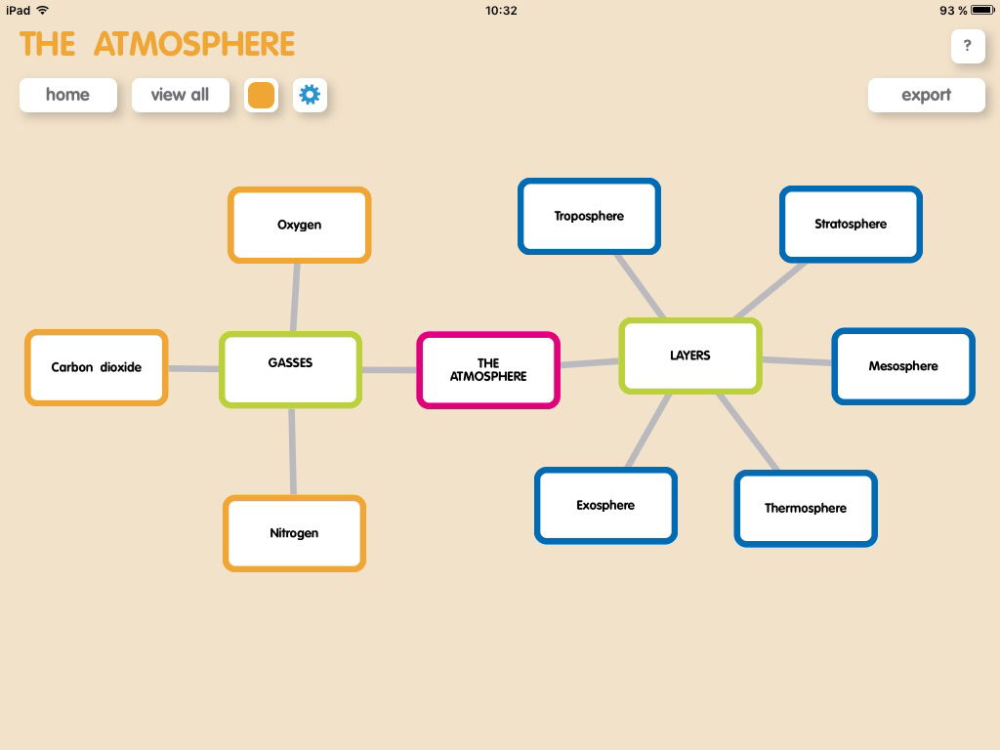 iPad 10:32 93 %
THE ATMOSPHERE
?
home view all export
Oxygen
Troposphere
Stratosphere
Carbon dioxide
GASSES
THE
ATMOSPHERE
LAYERS
Mesosphere
Nitrogen
Exosphere
Thermosphere